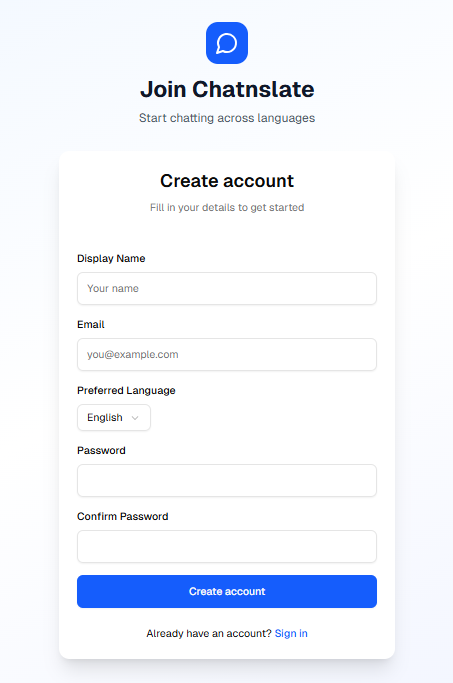 Join Chatnslate
Start chatting across languages
Create account
Fill in your details to get started
Display Name
Your name
Email
you@example.com
Preferred Language
English
Password
Confirm Password
Create account
Already have an account? Sign in